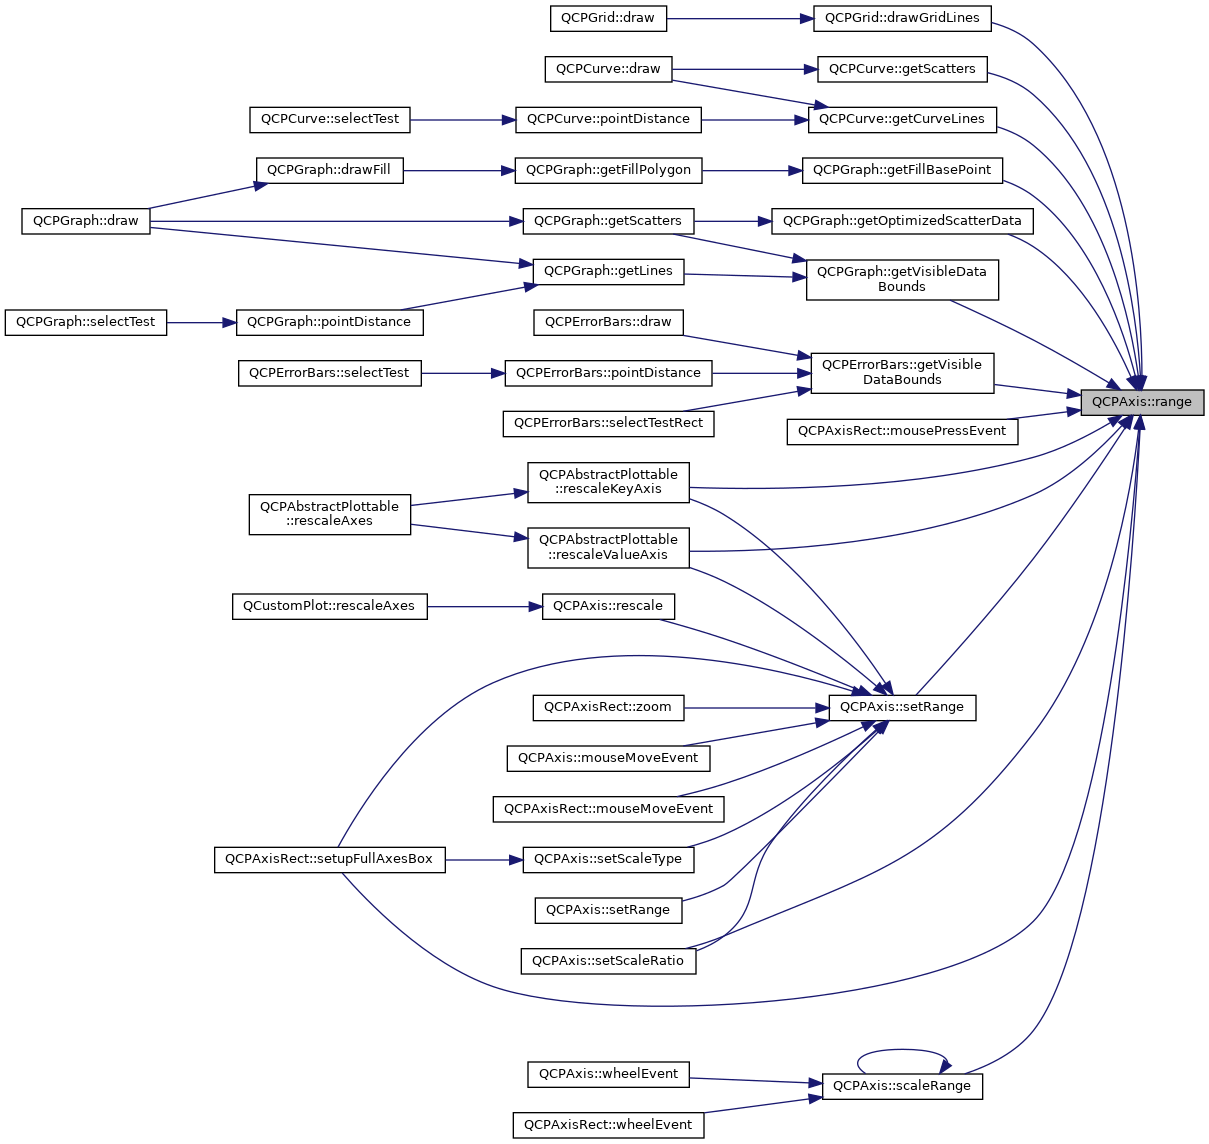 QCPGrid::draw
QCPGrid::drawGridLines
QCPCurve::draw
QCPCurve::getScatters
QCPCurve::selectTest
QCPCurve::pointDistance
QCPCurve::getCurveLines
QCPGraph::drawFill
QCPGraph::getFillPolygon
QCPGraph::getFillBasePoint
QCPGraph::draw
QCPGraph::getScatters
QCPGraph::getOptimizedScatterData
QCPGraph::getLines
QCPGraph::getVisibleData
Bounds
QCPGraph::selectTest
QCPGraph::pointDistance
QCPErrorBars::draw
QCPErrorBars::selectTest
QCPErrorBars::pointDistance
QCPErrorBars::getVisible
DataBounds
QCPErrorBars::selectTestRect
QCPAxisRect::mousePressEvent
QCPAxis::range
QCPAbstractPlottable
::rescaleAxes
QCPAbstractPlottable
::rescaleKeyAxis
QCPAbstractPlottable
::rescaleValueAxis
QCustomPlot::rescaleAxes
QCPAxis::rescale
QCPAxisRect::zoom
QCPAxis::setRange
QCPAxis::mouseMoveEvent
QCPAxisRect::mouseMoveEvent
QCPAxisRect::setupFullAxesBox
QCPAxis::setScaleType
QCPAxis::setRange
QCPAxis::setScaleRatio
QCPAxis::wheelEvent
QCPAxis::scaleRange
QCPAxisRect::wheelEvent